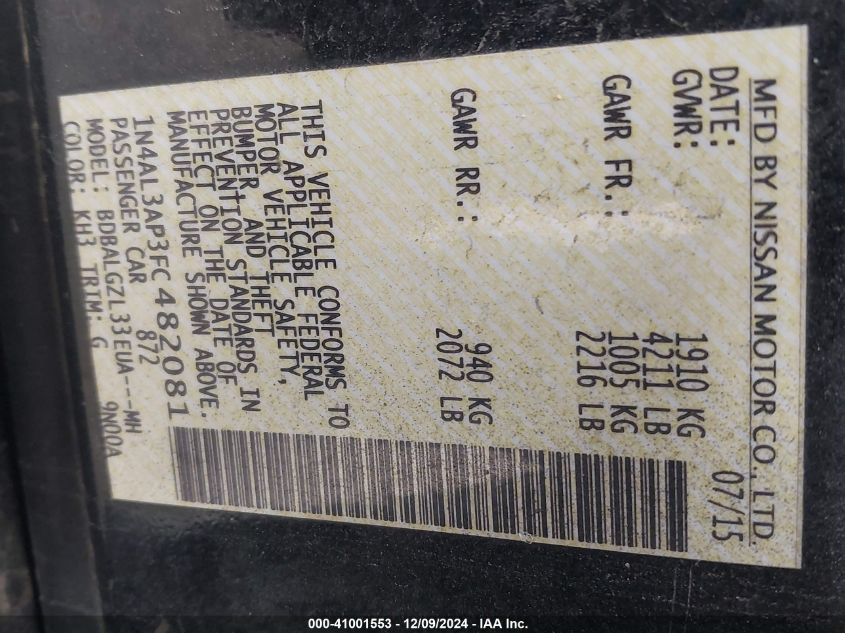 MFD BY NISSAN MOTOR CO., LTD.
DATE: 07/15
GVWR: 1910 KG
4211 LB
GAWR FR.: 1005 KG
2216 LB
GAWR RR.: 940 KG
2072 LB
THIS VEHICLE CONFORMS TO
ALL APPLICABLE FEDERAL
MOTOR VEHICLE SAFETY,
BUMPER, AND THEFT
PREVENTION STANDARDS IN
EFFECT ON THE DATE OF
MANUFACTURE SHOWN ABOVE.
1N4AL3AP3FC482081
PASSENGER CAR 872
MODEL: BDBALGZL33EUA---MH
COLOR: KH3 TRIM: G 9N00A
000-41001553 - 12/09/2024 - IAA Inc.